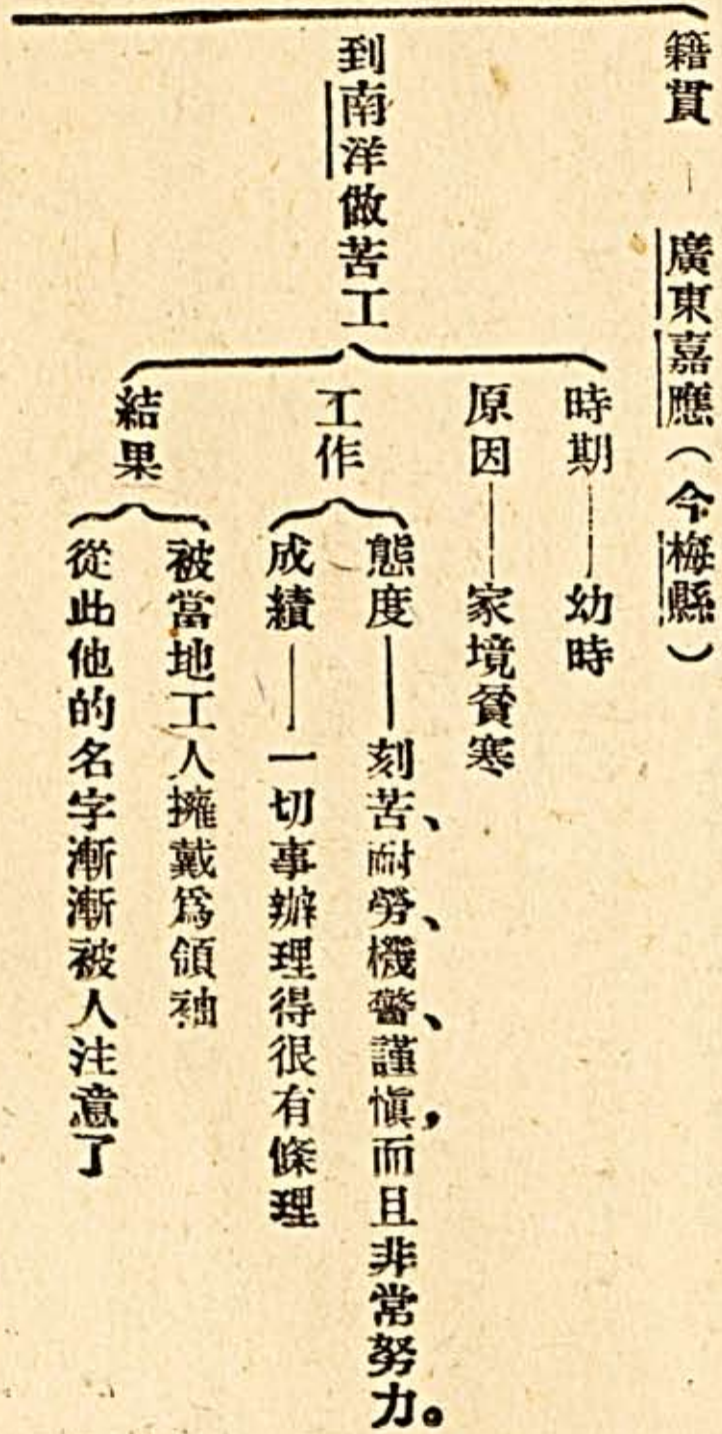 籍貫—廣東嘉應（今梅縣）
到南洋做苦工
時期——幼時
原因——家境貧寒
工作
態度——刻苦、耐勞、機警、謹愼，而且非常努力。
成績——一切事辦理得很有條理
結果
被當地工人擁戴爲領袖
從此他的名字漸漸被人注意了